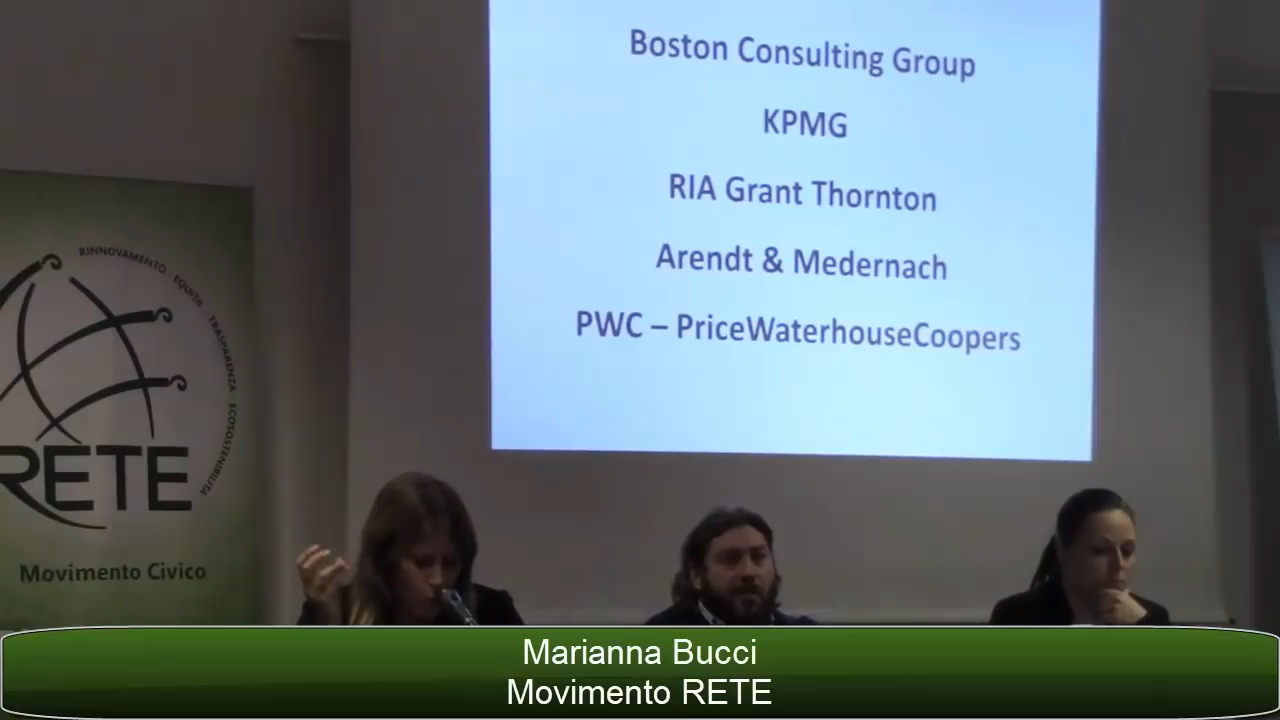 Boston Consulting Group
KPMG
RIA Grant Thornton
Arendt & Medernach
PWC – PriceWaterhouseCoopers
RINNOVAMENTO EQUITÀ TRASPARENZA ECOSOSTENIBILITÀ
RETE
Movimento Civico
Marianna Bucci
Movimento RETE